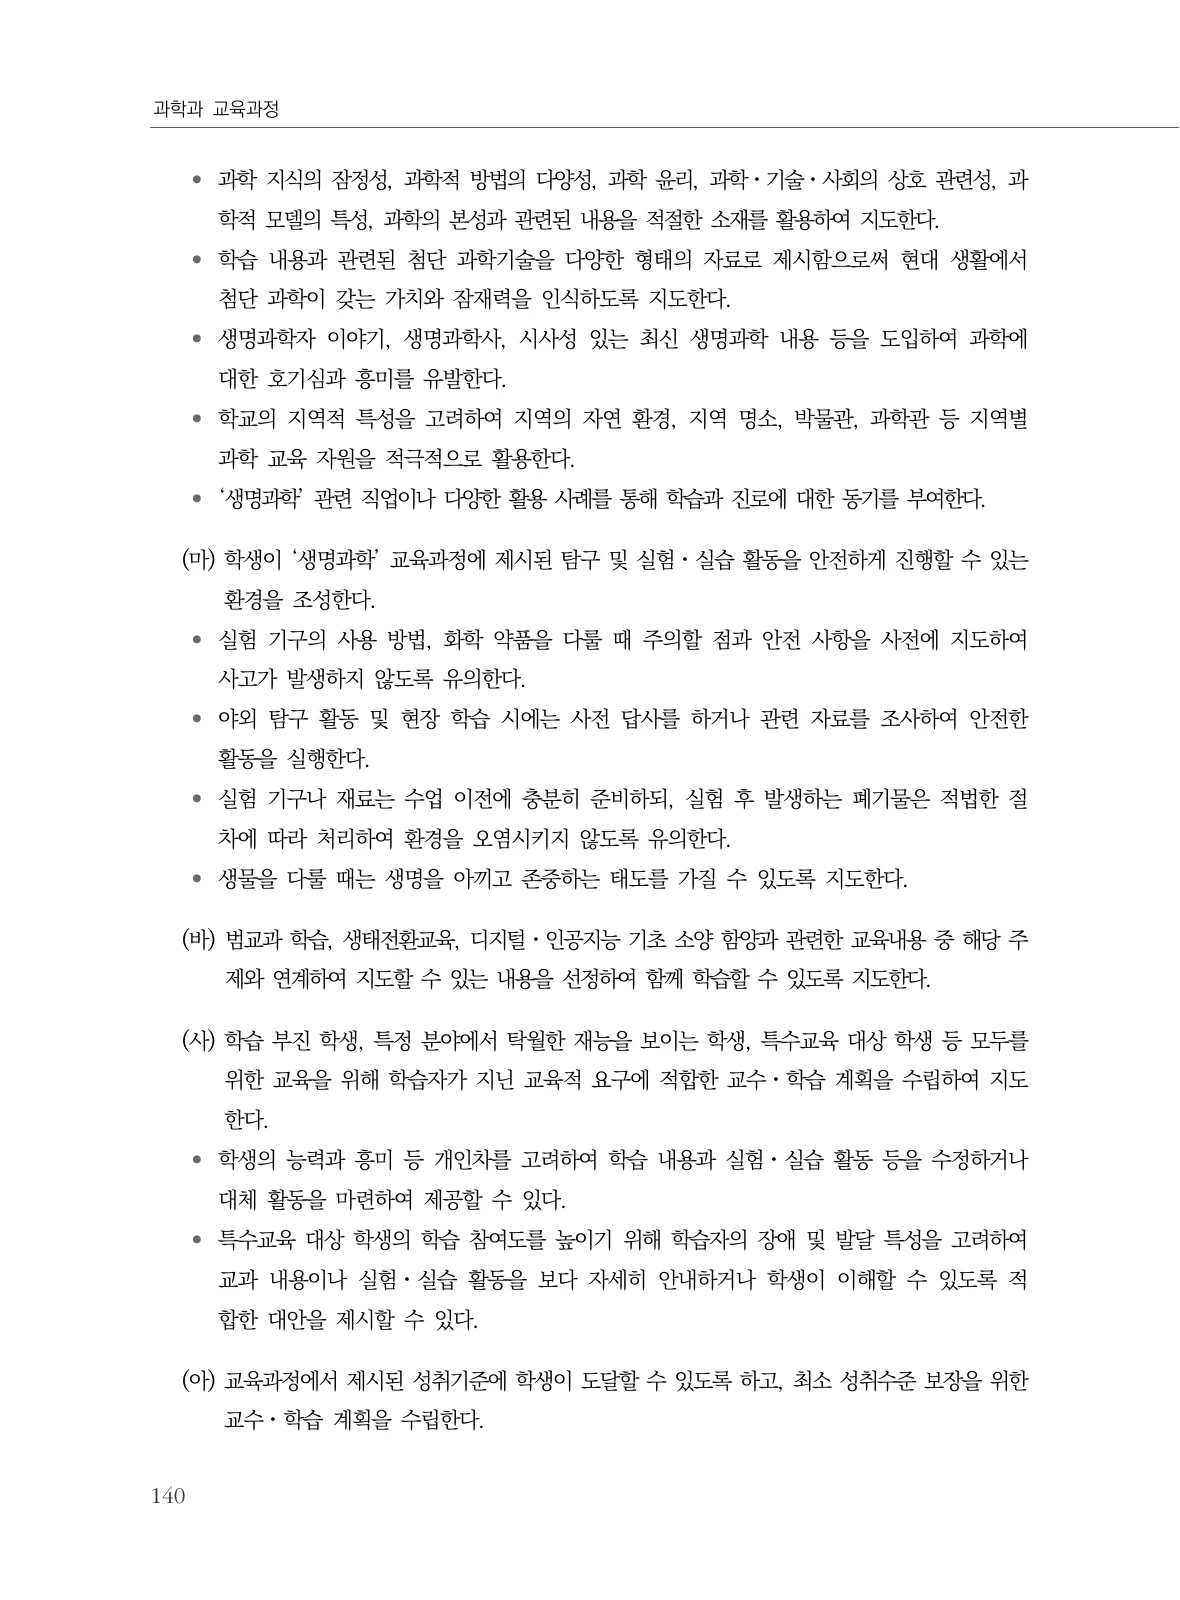 과학과 교육과정
• 과학 지식의 잠정성, 과학적 방법의 다양성, 과학 윤리, 과학·기술·사회의 상호 관련성, 과
학적 모델의 특성, 과학의 본성과 관련된 내용을 적절한 소재를 활용하여 지도한다.
• 학습 내용과 관련된 첨단 과학기술을 다양한 형태의 자료로 제시함으로써 현대 생활에서
첨단 과학이 갖는 가치와 잠재력을 인식하도록 지도한다.
• 생명과학자 이야기, 생명과학사, 시사성 있는 최신 생명과학 내용 등을 도입하여 과학에
대한 호기심과 흥미를 유발한다.
• 학교의 지역적 특성을 고려하여 지역의 자연 환경, 지역 명소, 박물관, 과학관 등 지역별
과학 교육 자원을 적극적으로 활용한다.
• ‘생명과학’ 관련 직업이나 다양한 활용 사례를 통해 학습과 진로에 대한 동기를 부여한다.
(마) 학생이 ‘생명과학’ 교육과정에 제시된 탐구 및 실험·실습 활동을 안전하게 진행할 수 있는
환경을 조성한다.
• 실험 기구의 사용 방법, 화학 약품을 다룰 때 주의할 점과 안전 사항을 사전에 지도하여
사고가 발생하지 않도록 유의한다.
• 야외 탐구 활동 및 현장 학습 시에는 사전 답사를 하거나 관련 자료를 조사하여 안전한
활동을 실행한다.
• 실험 기구나 재료는 수업 이전에 충분히 준비하되, 실험 후 발생하는 폐기물은 적법한 절
차에 따라 처리하여 환경을 오염시키지 않도록 유의한다.
• 생물을 다룰 때는 생명을 아끼고 존중하는 태도를 가질 수 있도록 지도한다.
(바) 범교과 학습, 생태전환교육, 디지털·인공지능 기초 소양 함양과 관련한 교육내용 중 해당 주
제와 연계하여 지도할 수 있는 내용을 선정하여 함께 학습할 수 있도록 지도한다.
(사) 학습 부진 학생, 특정 분야에서 탁월한 재능을 보이는 학생, 특수교육 대상 학생 등 모두를
위한 교육을 위해 학습자가 지닌 교육적 요구에 적합한 교수·학습 계획을 수립하여 지도
한다.
• 학생의 능력과 흥미 등 개인차를 고려하여 학습 내용과 실험·실습 활동 등을 수정하거나
대체 활동을 마련하여 제공할 수 있다.
• 특수교육 대상 학생의 학습 참여도를 높이기 위해 학습자의 장애 및 발달 특성을 고려하여
교과 내용이나 실험·실습 활동을 보다 자세히 안내하거나 학생이 이해할 수 있도록 적
합한 대안을 제시할 수 있다.
(아) 교육과정에서 제시된 성취기준에 학생이 도달할 수 있도록 하고, 최소 성취수준 보장을 위한
교수·학습 계획을 수립한다.
140